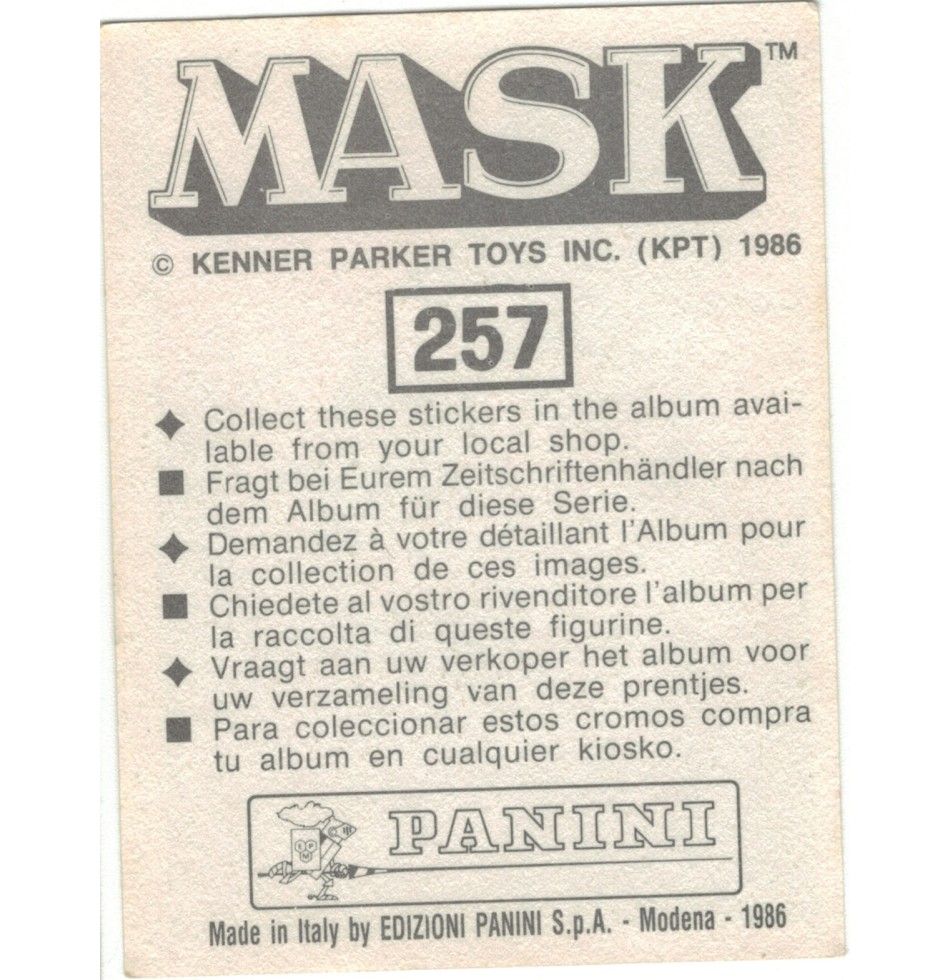 MASK™
© KENNER PARKER TOYS INC. (KPT) 1986
257
Collect these stickers in the album avai-
lable from your local shop.
Fragt bei Eurem Zeitschriftenhändler nach
dem Album für diese Serie.
Demandez à votre détaillant l'Album pour
la collection de ces images.
Chiedete al vostro rivenditore l'album per
la raccolta di queste figurine.
Vraagt aan uw verkoper het album voor
uw verzameling van deze prentjes.
Para coleccionar estos cromos compra
tu album en cualquier kiosko.
PANINI
Made in Italy by EDIZIONI PANINI S.p.A. - Modena - 1986